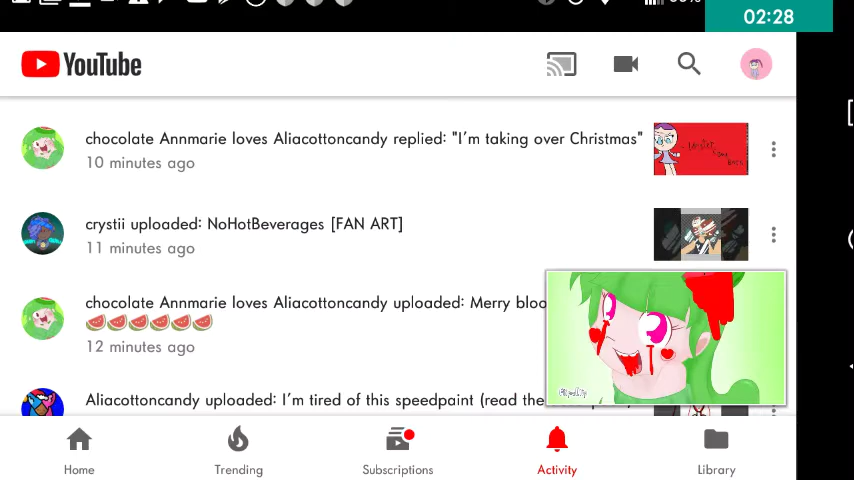 02:28
YouTube
chocolate Annmarie loves Aliacottoncandy replied: "I'm taking over Christmas"
10 minutes ago
crystii uploaded: NoHotBeverages [FAN ART]
11 minutes ago
chocolate Annmarie loves Aliacottoncandy uploaded: Merry bloo
🍉🍉🍉🍉🍉🍉
12 minutes ago
Aliacottoncandy uploaded: I'm tired of this speedpaint (read the
Home
Trending
Subscriptions
Activity
Library